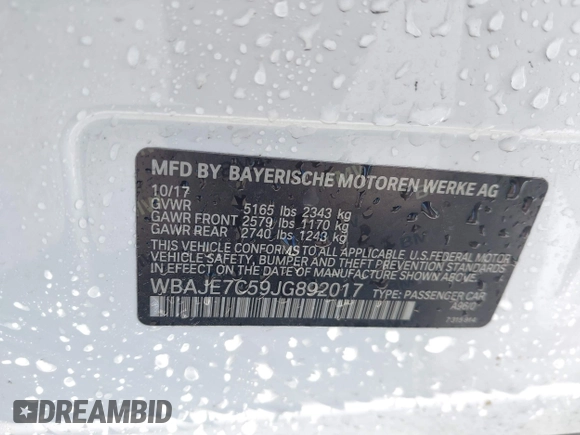 MFD BY BAYERISCHE MOTOREN WERKE AG
10/17
GVWR 5165 lbs 2343 kg
GAWR FRONT 2579 lbs 1170 kg
GAWR REAR 2740 lbs 1243 kg
THIS VEHICLE CONFORMS TO ALL APPLICABLE U.S. FEDERAL MOTOR
VEHICLE SAFETY, BUMPER AND THEFT PREVENTION STANDARDS
IN EFFECT ON THE DATE OF MANUFACTURE SHOWN ABOVE.
WBAJE7C59JG892017 TYPE: PASSENGER CAR
DREAMBID